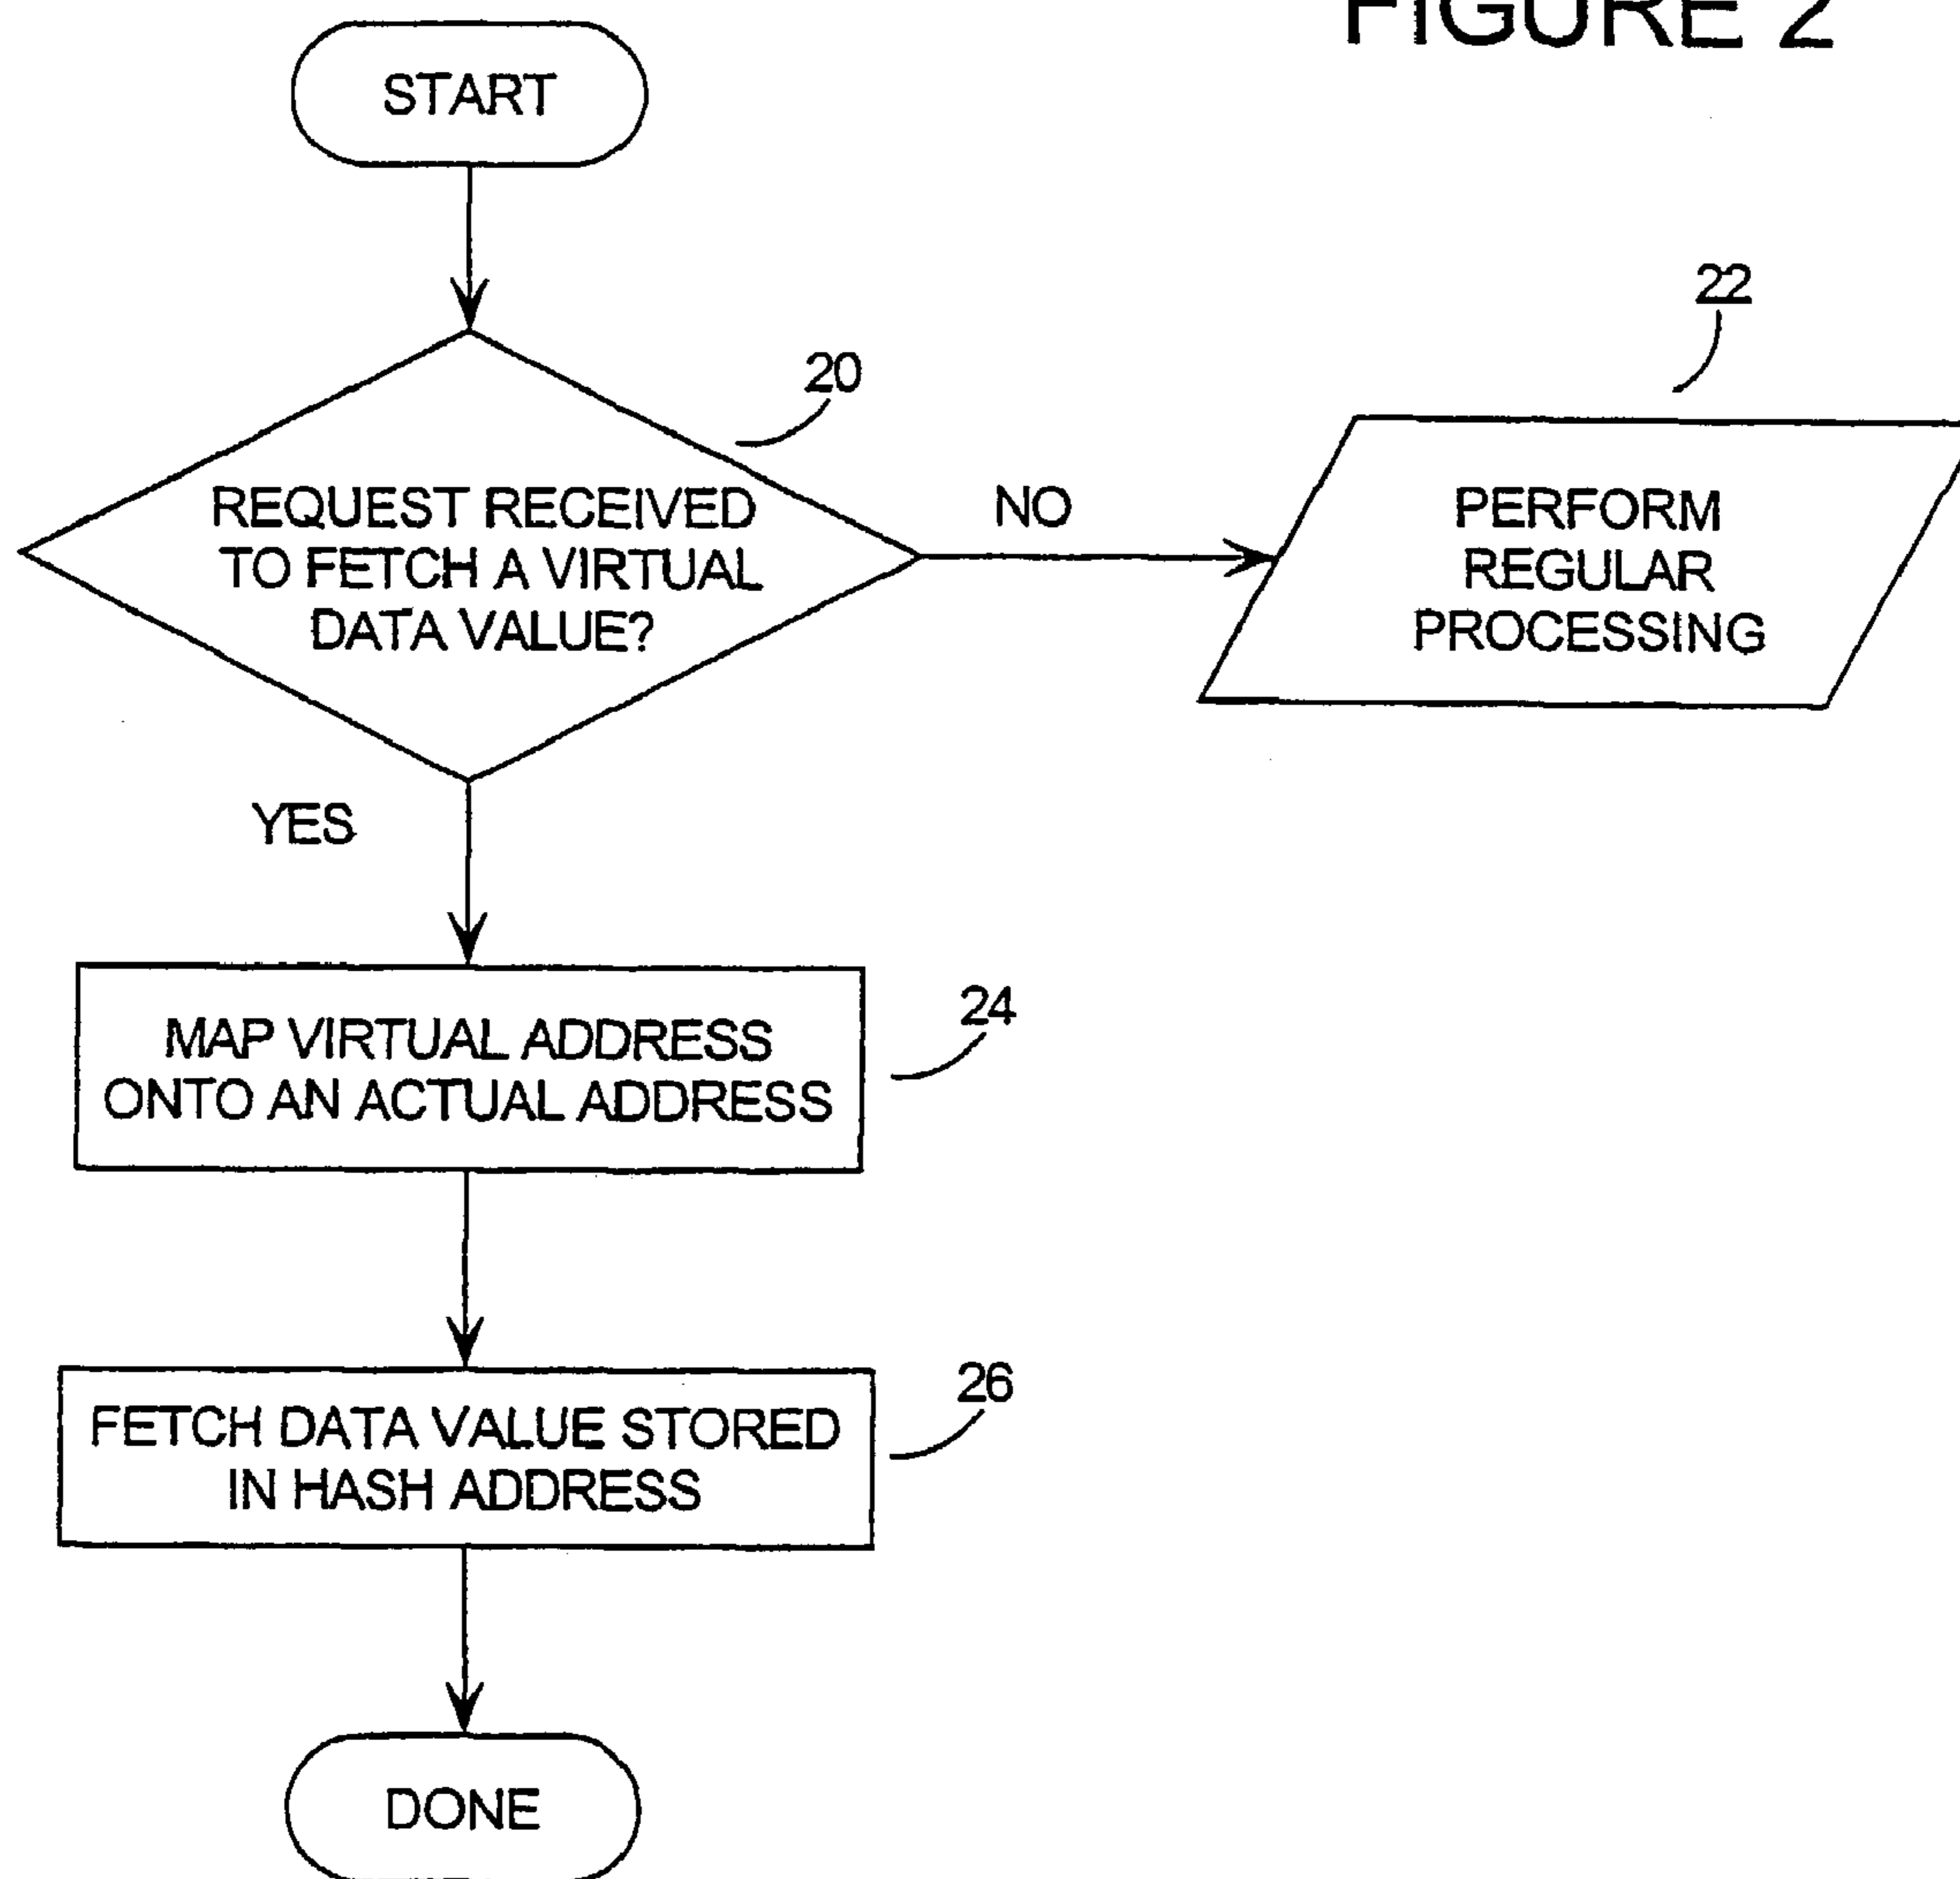 FIGURE 2
START
22
20
REQUEST RECEIVED
TO FETCH A VIRTUAL
DATA VALUE?
NO
PERFORM
REGULAR
PROCESSING
YES
24
MAP VIRTUAL ADDRESS
ONTO AN ACTUAL ADDRESS
26
FETCH DATA VALUE STORED
IN HASH ADDRESS
DONE